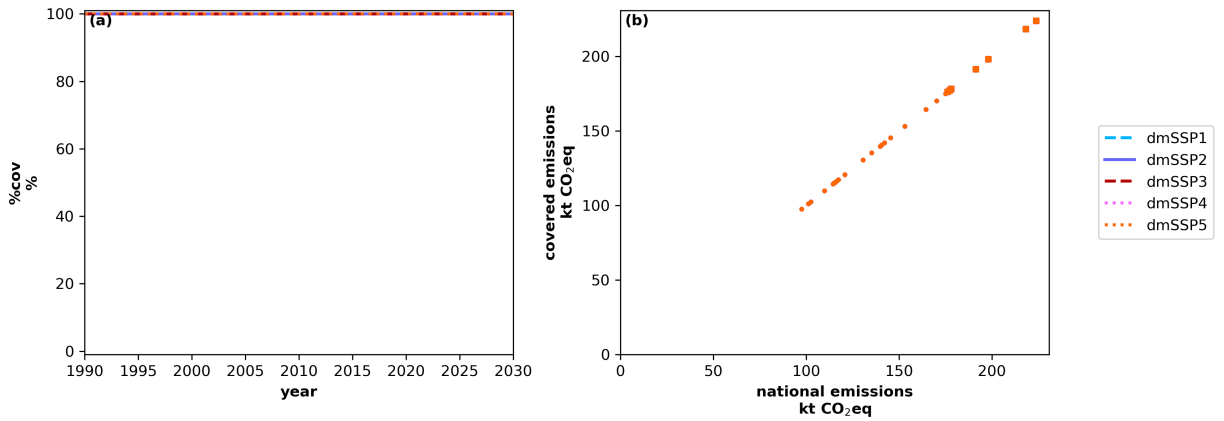 (a)
100
80
60
40
20
0
%cov
%
1990 1995 2000 2005 2010 2015 2020 2025 2030
year
(b)
200
150
100
50
0
covered emissions
kt CO₂eq
0 50 100 150 200
national emissions
kt CO₂eq
dmSSP1
dmSSP2
dmSSP3
dmSSP4
dmSSP5